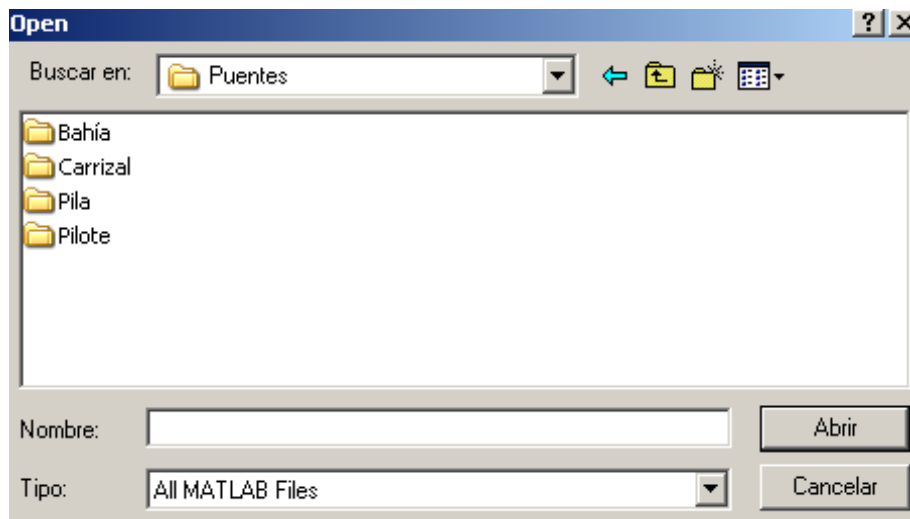 Open
Buscar en: Puentes
Bahía
Carrizal
Pila
Pilote
Nombre: Abrir
Tipo: All MATLAB Files Cancelar